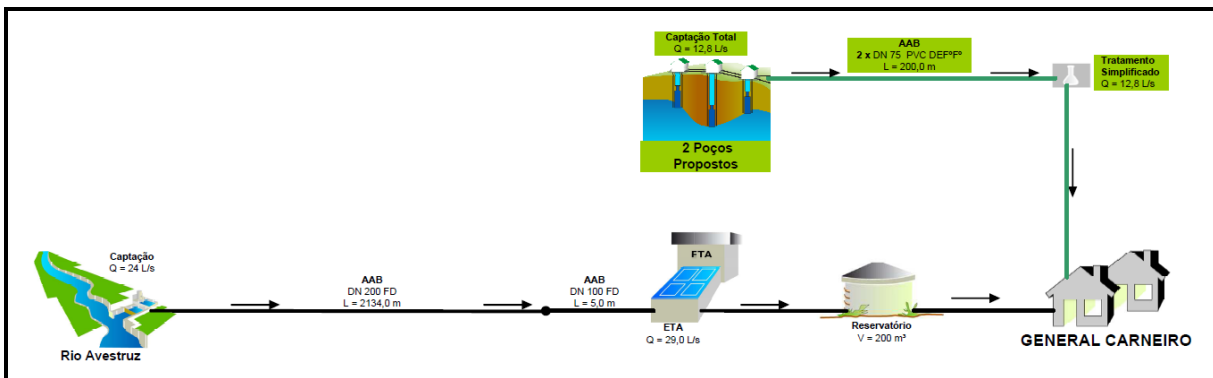 Captação Total
Q = 12,8 L/s
AAB
2 x DN 75 PVC DEFºFº
L = 200,0 m
Tratamento
Simplificado
Q = 12,8 L/s
2 Poços
Propostos
Captação
Q = 24 L/s
AAB
DN 200 FD
L = 2134,0 m
AAB
DN 100 FD
L = 5,0 m
ETA
ETA
Q = 29,0 L/s
Reservatório
V = 200 m³
Rio Avestruz
GENERAL CARNEIRO